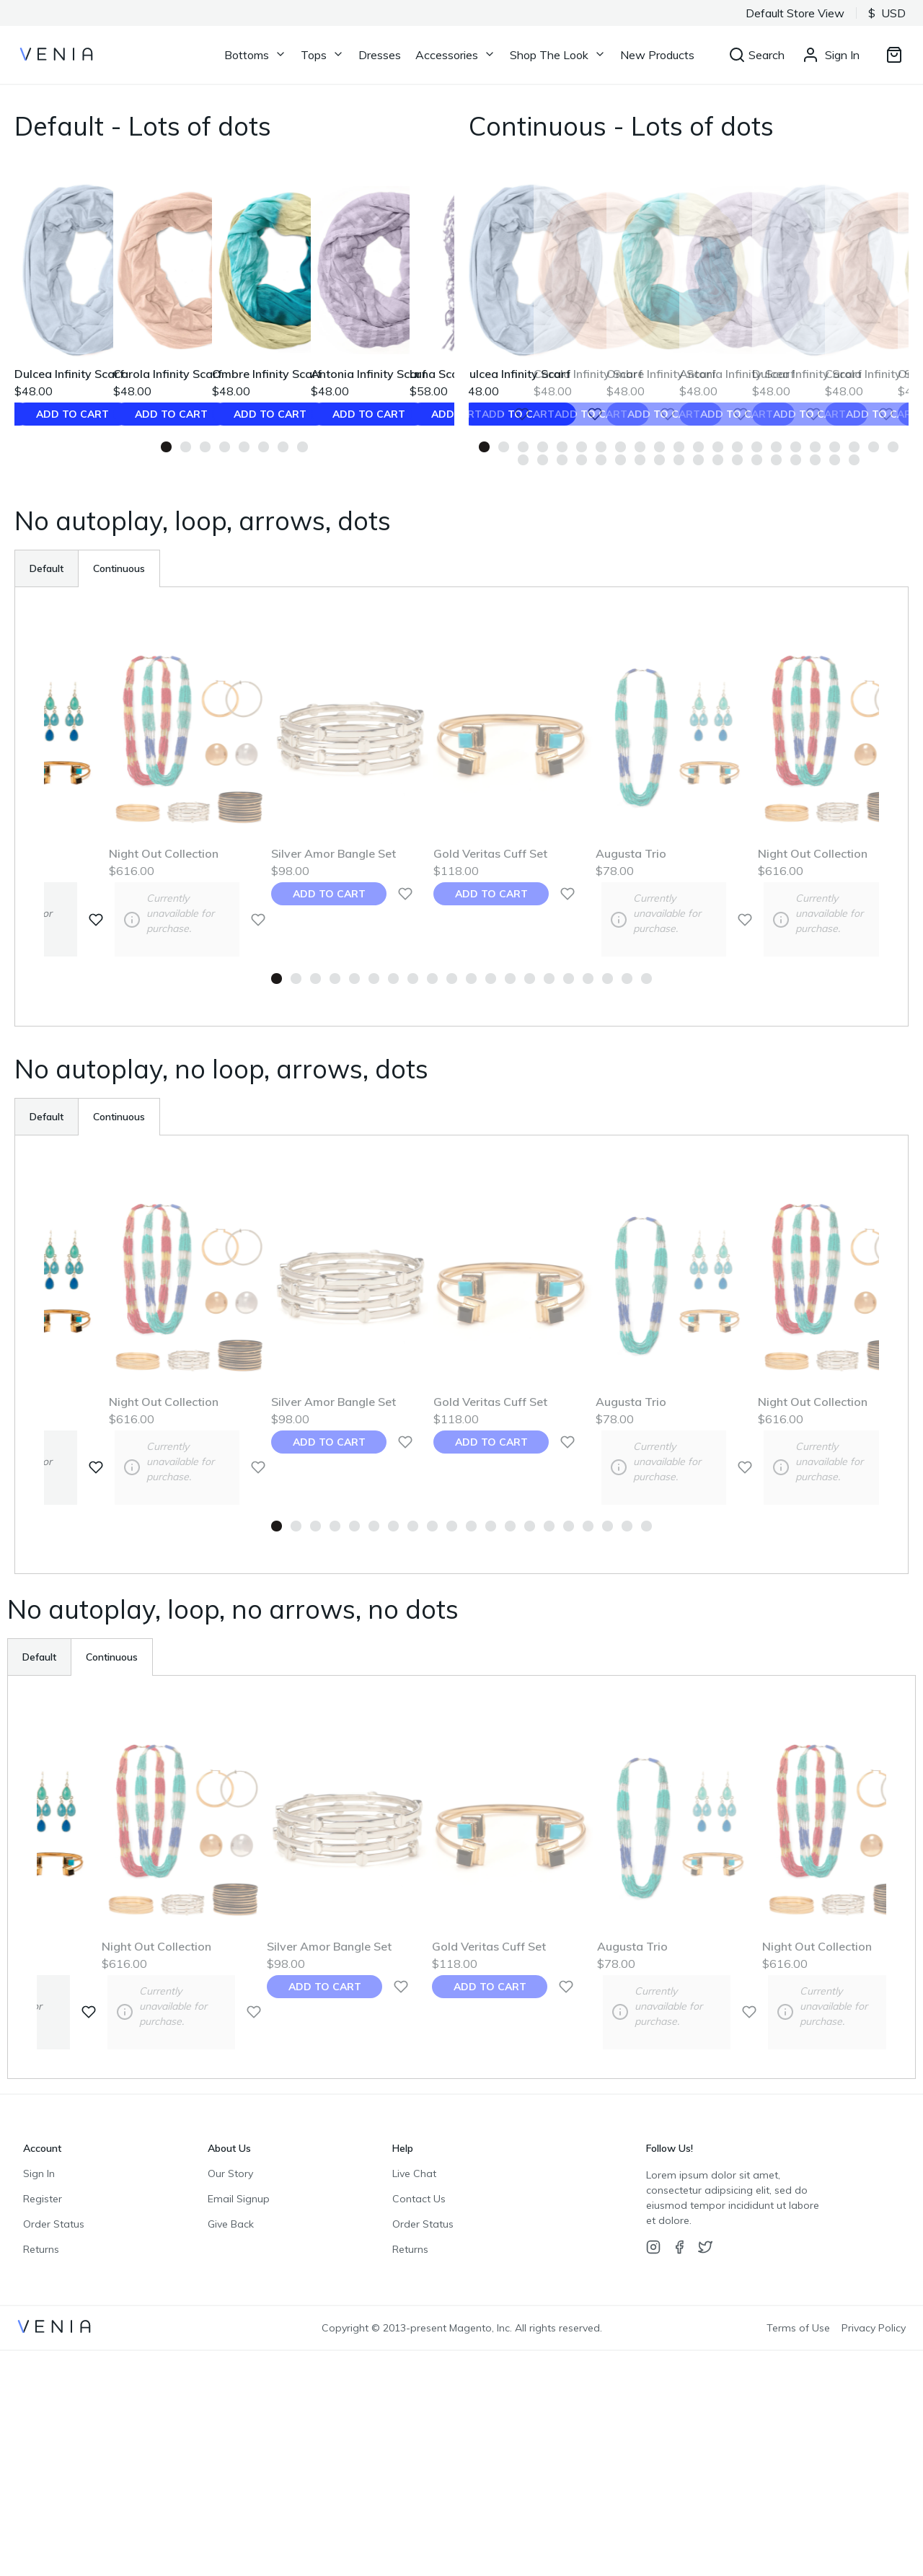 Default Store View $ USD
VENIA Bottoms Tops Dresses Accessories Shop The Look New Products Search Sign In
Default - Lots of dots
Dulcea Infinity Scarf Carola Infinity Scarf Ombre Infinity Scarf Antonia Infinity Scarf
$48.00 $48.00 $48.00 $48.00 $58.00
ADD TO CART ADD TO CART ADD TO CART ADD TO CART ADD
Continuous - Lots of dots
ulcea Infinity Scarf
48.00 $48.00 $48.00 $48.00 $48.00 $48.00
No autoplay, loop, arrows, dots
Default Continuous
Night Out Collection Silver Amor Bangle Set Gold Veritas Cuff Set Augusta Trio Night Out Collection
$616.00 $98.00 $118.00 $78.00 $616.00
ADD TO CART ADD TO CART
or
Currently unavailable for purchase.
Currently unavailable for purchase.
Currently unavailable for purchase.
No autoplay, no loop, arrows, dots
Default Continuous
Night Out Collection Silver Amor Bangle Set Gold Veritas Cuff Set Augusta Trio Night Out Collection
$616.00 $98.00 $118.00 $78.00 $616.00
ADD TO CART ADD TO CART
or
Currently unavailable for purchase.
Currently unavailable for purchase.
Currently unavailable for purchase.
No autoplay, loop, no arrows, no dots
Default Continuous
Night Out Collection Silver Amor Bangle Set Gold Veritas Cuff Set Augusta Trio Night Out Collection
$616.00 $98.00 $118.00 $78.00 $616.00
ADD TO CART ADD TO CART
or
Currently unavailable for purchase.
Currently unavailable for purchase.
Currently unavailable for purchase.
Account
Sign In
Register
Order Status
Returns
About Us
Our Story
Email Signup
Give Back
Help
Live Chat
Contact Us
Order Status
Returns
Follow Us!
Lorem ipsum dolor sit amet,
consectetur adipsicing elit, sed do
eiusmod tempor incididunt ut labore
et dolore.
VENIA Copyright © 2013-present Magento, Inc. All rights reserved. Terms of Use Privacy Policy